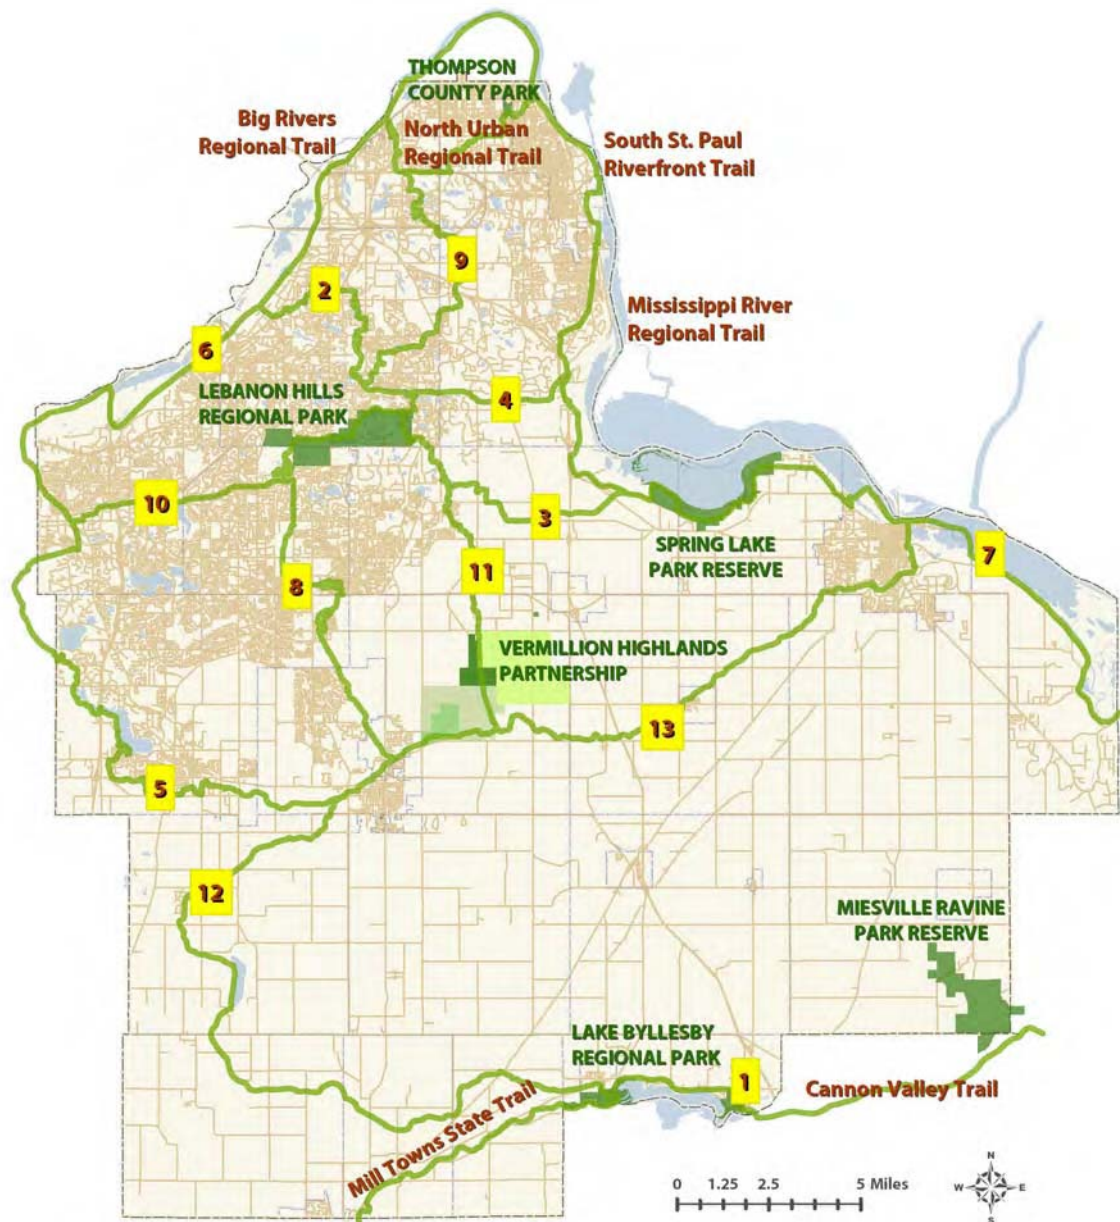 THOMPSON
COUNTY PARK
Big Rivers
Regional Trail
North Urban
Regional Trail
South St. Paul
Riverfront Trail
9
2
Mississippi River
Regional Trail
6
LEBANON HILLS
REGIONAL PARK
4
10
3
SPRING LAKE
PARK RESERVE
7
11
8
VERMILLION HIGHLANDS
PARTNERSHIP
13
5
12
MIESVILLE RAVINE
PARK RESERVE
LAKE BYLLESBY
REGIONAL PARK
1
Cannon Valley Trail
Mill Towns State Trail
0 1.25 2.5 5 Miles
N
W E
S